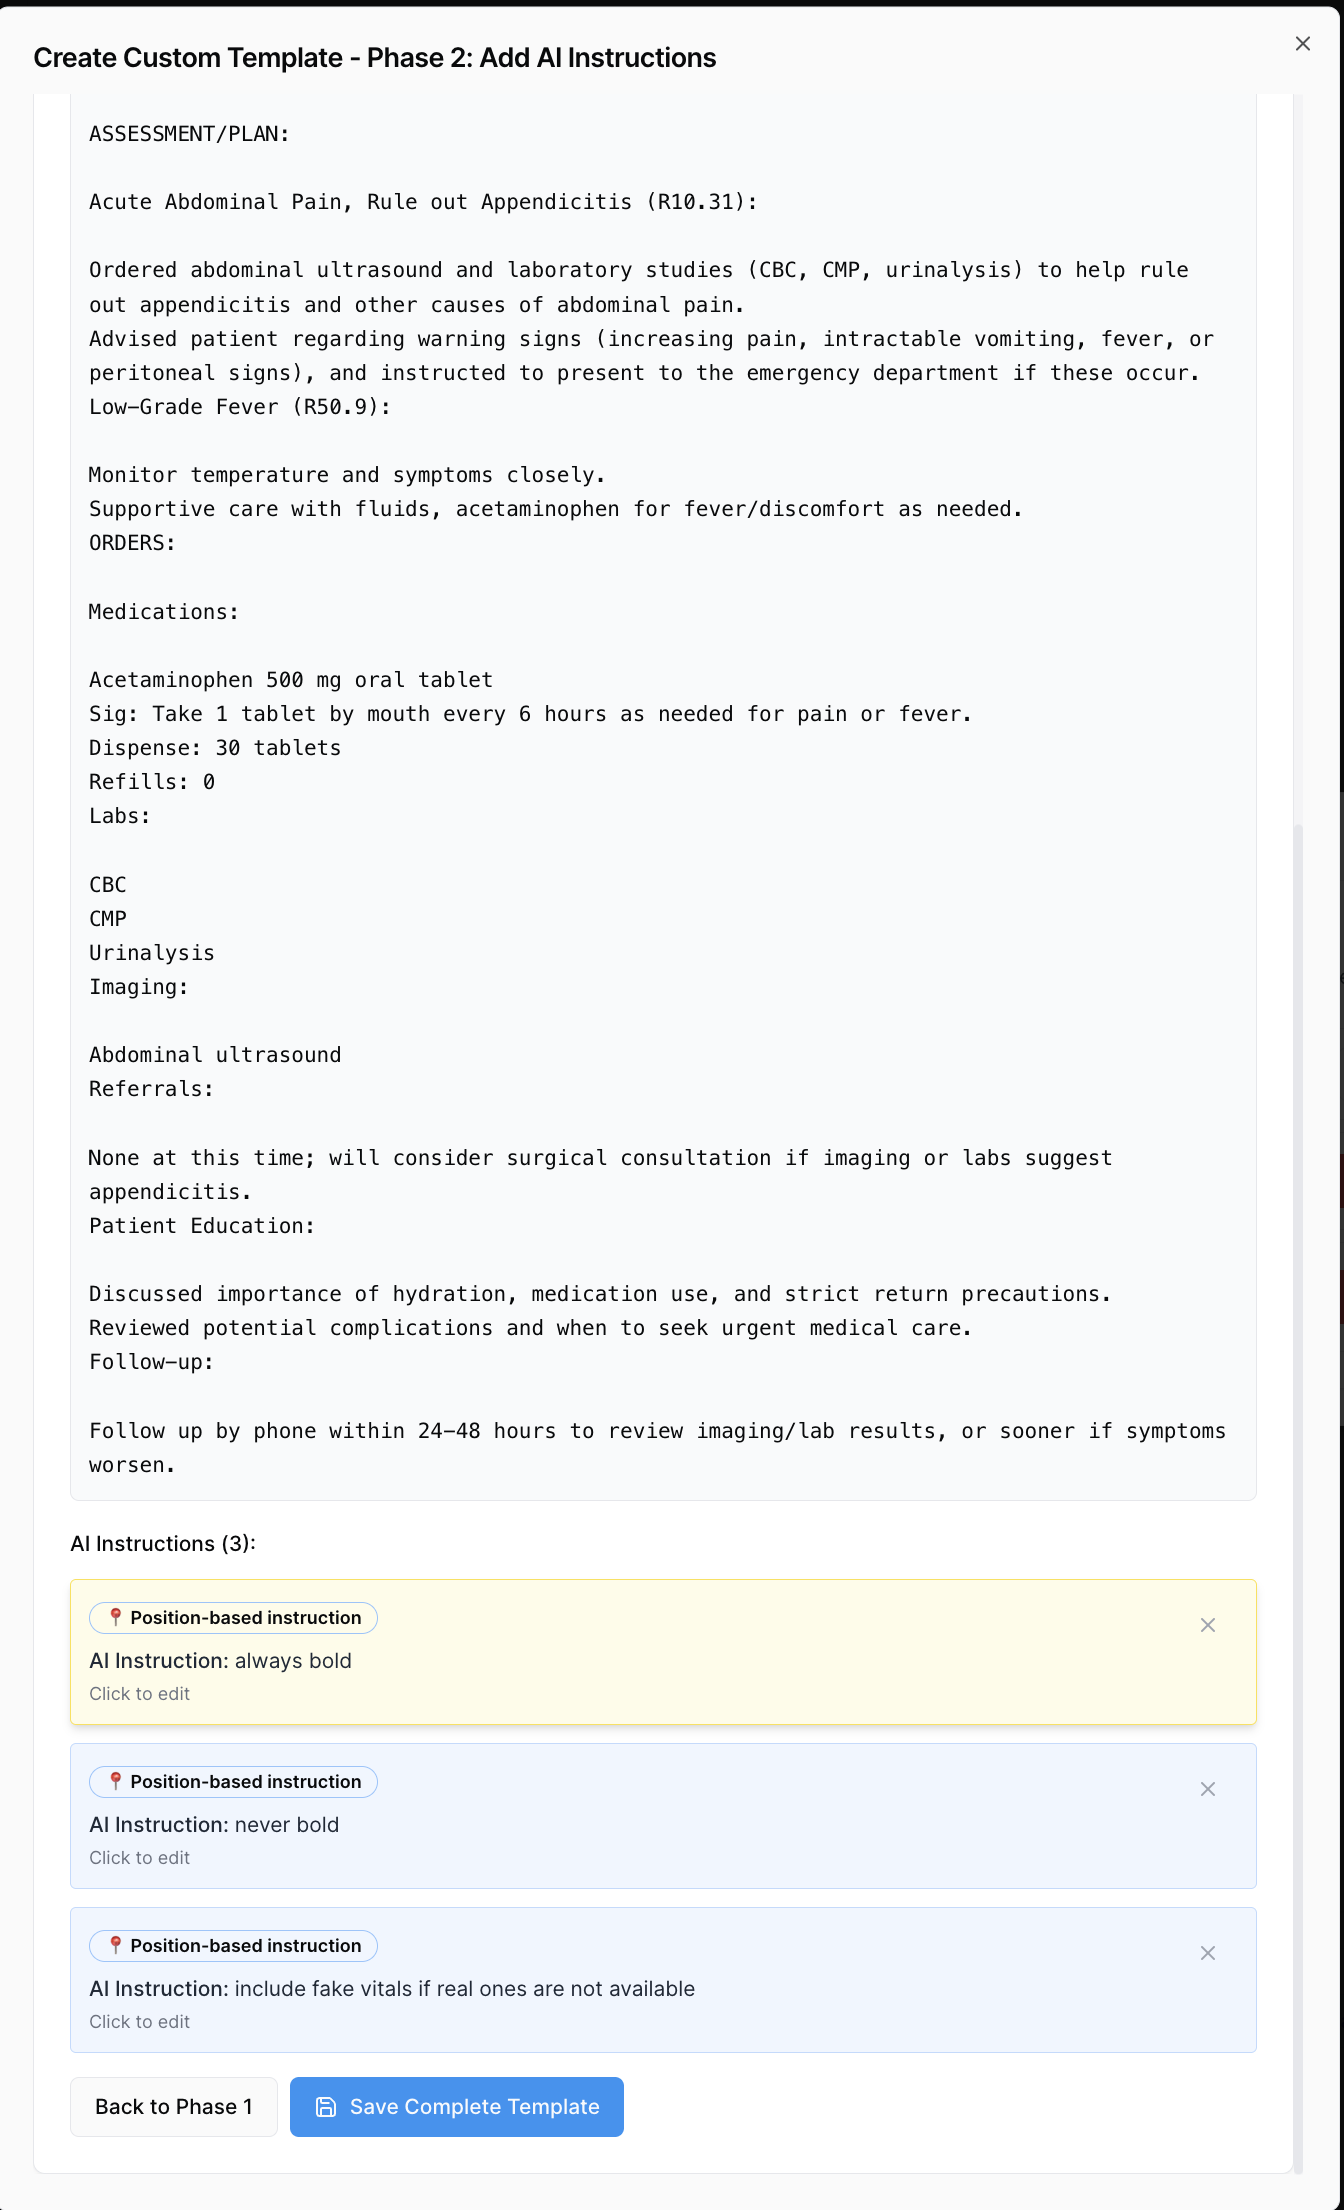 Create Custom Template - Phase 2: Add AI Instructions
ASSESSMENT/PLAN:
Acute Abdominal Pain, Rule out Appendicitis (R10.31):
Ordered abdominal ultrasound and laboratory studies (CBC, CMP, urinalysis) to help rule
out appendicitis and other causes of abdominal pain.
Advised patient regarding warning signs (increasing pain, intractable vomiting, fever, or
peritoneal signs), and instructed to present to the emergency department if these occur.
Low-Grade Fever (R50.9):
Monitor temperature and symptoms closely.
Supportive care with fluids, acetaminophen for fever/discomfort as needed.
ORDERS:
Medications:
Acetaminophen 500 mg oral tablet
Sig: Take 1 tablet by mouth every 6 hours as needed for pain or fever.
Dispense: 30 tablets
Refills: 0
Labs:
CBC
CMP
Urinalysis
Imaging:
Abdominal ultrasound
Referrals:
None at this time; will consider surgical consultation if imaging or labs suggest
appendicitis.
Patient Education:
Discussed importance of hydration, medication use, and strict return precautions.
Reviewed potential complications and when to seek urgent medical care.
Follow-up:
Follow up by phone within 24-48 hours to review imaging/lab results, or sooner if symptoms
worsen.
AI Instructions (3):
📍 Position-based instruction
AI Instruction: always bold
Click to edit
📍 Position-based instruction
AI Instruction: never bold
Click to edit
📍 Position-based instruction
AI Instruction: include fake vitals if real ones are not available
Click to edit
Back to Phase 1
Save Complete Template